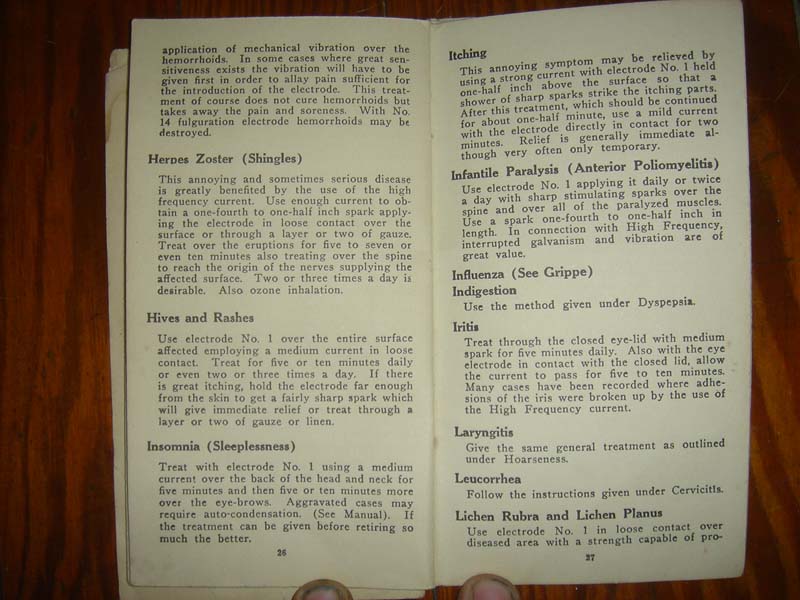 application of mechanical vibration over the
hemorrhoids. In some cases where great sen-
sitiveness exists the vibration will have to be
given first in order to allay pain sufficient for
the introduction of the electrode. This treat-
ment of course does not cure hemorrhoids but
takes away the pain and soreness. With No.
14 fulguration electrode hemorrhoids may be
destroyed.
Herpes Zoster (Shingles)
This annoying and sometimes serious disease
is greatly benefited by the use of the high
frequency current. Use enough current to ob-
tain a one-fourth to one-half inch spark apply-
ing the electrode in loose contact over the
surface or through a layer or two of gauze.
Treat over the eruptions for five to seven or
even ten minutes also treating over the spine
to reach the origin of the nerves supplying the
affected surface. Two or three times a day is
desirable. Also ozone inhalation.
Hives and Rashes
Use electrode No. 1 over the entire surface
affected employing a medium current in loose
contact. Treat for five or ten minutes daily
or even two or three times a day. If there
is great itching, hold the electrode far enough
from the skin to get a fairly sharp spark which
will give immediate relief or treat through a
layer or two of gauze or linen.
Insomnia (Sleeplessness)
Treat with electrode No. 1 using a medium
current over the back of the head and neck for
five minutes and then five or ten minutes more
over the eye-brows. Aggravated cases may
require auto-condensation. (See Manual). If
the treatment can be given before retiring so
much the better.
26
Itching
This annoying symptom may be relieved by
using a strong current with electrode No. 1 held
one-half inch above the surface so that a
shower of sharp sparks strike the itching parts.
After this treatment, which should be continued
for about one-half minute, use a mild current
with the electrode directly in contact for two
minutes. Relief is generally immediate al-
though very often only temporary.
Infantile Paralysis (Anterior Poliomyelitis)
Use electrode No. 1 applying it daily or twice
a day with sharp stimulating sparks over the
spine and over all of the paralyzed muscles.
Use a spark one-fourth to one-half inch in
length. In connection with High Frequency,
interrupted galvanism and vibration are of
great value.
Influenza (See Grippe)
Indigestion
Use the method given under Dyspepsia.
Iritis
Treat through the closed eye-lid with medium
spark for five minutes daily. Also with the eye
electrode in contact with the closed lid, allow
the current to pass for five to ten minutes.
Many cases have been recorded where adhe-
sions of the iris were broken up by the use of
the High Frequency current.
Laryngitis
Give the same general treatment as outlined
under Hoarseness.
Leucorrhea
Follow the instructions given under Cervicitis.
Lichen Rubra and Lichen Planus
Use electrode No. 1 in loose contact over
diseased area with a strength capable of pro-
27